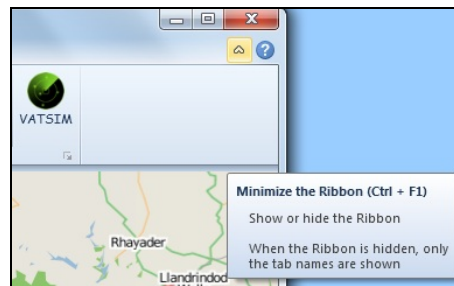 VATSIM
Minimize the Ribbon (Ctrl + F1)
Show or hide the Ribbon
When the Ribbon is hidden, only
the tab names are shown
Rhayader
Llandrindod